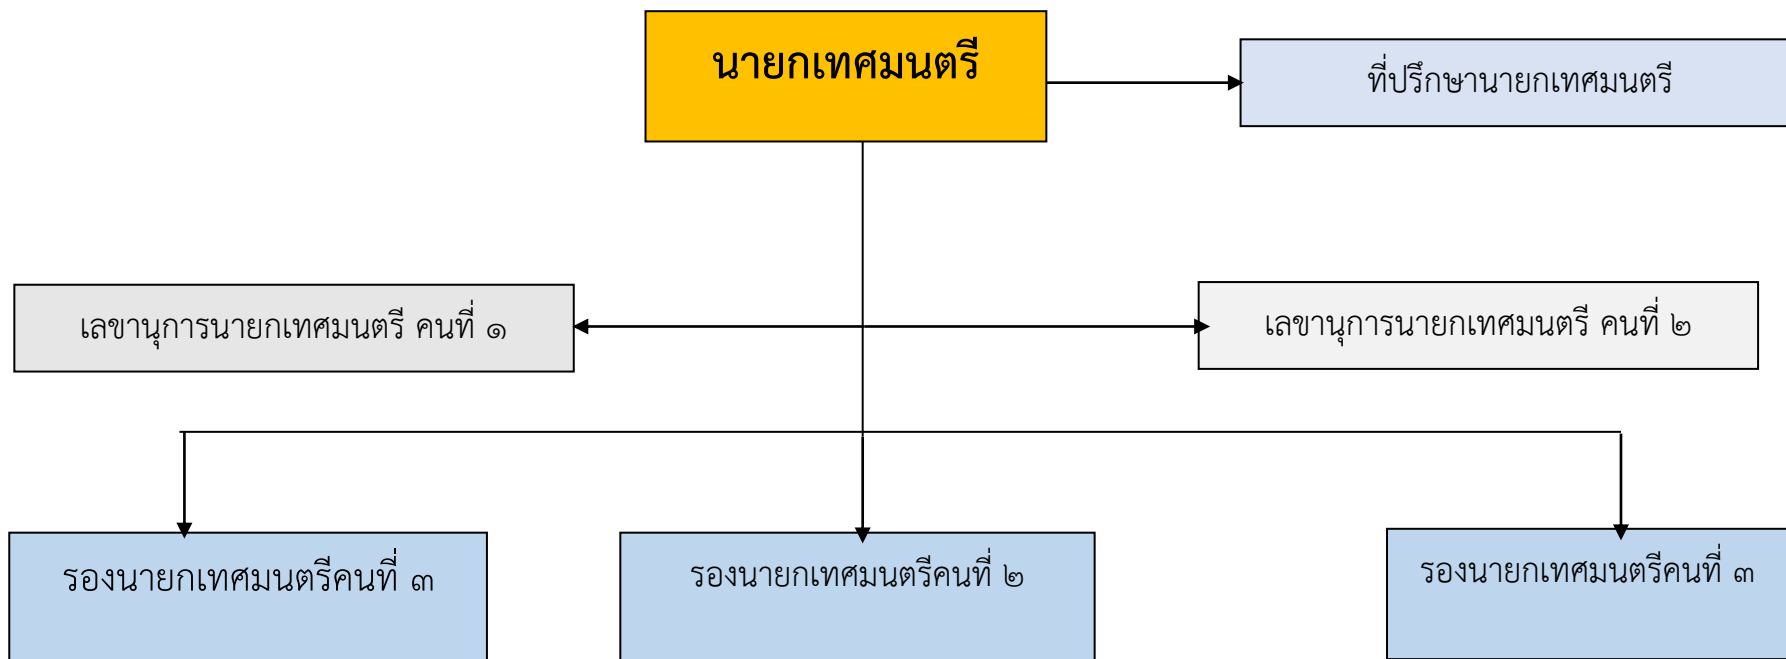 นายกเทศมนตรี
ที่ปรึกษานายกเทศมนตรี
เลขานุการนายกเทศมนตรี คนที่ ๑
เลขานุการนายกเทศมนตรี คนที่ ๒
รองนายกเทศมนตรีคนที่ ๓
รองนายกเทศมนตรีคนที่ ๒
รองนายกเทศมนตรีคนที่ ๓